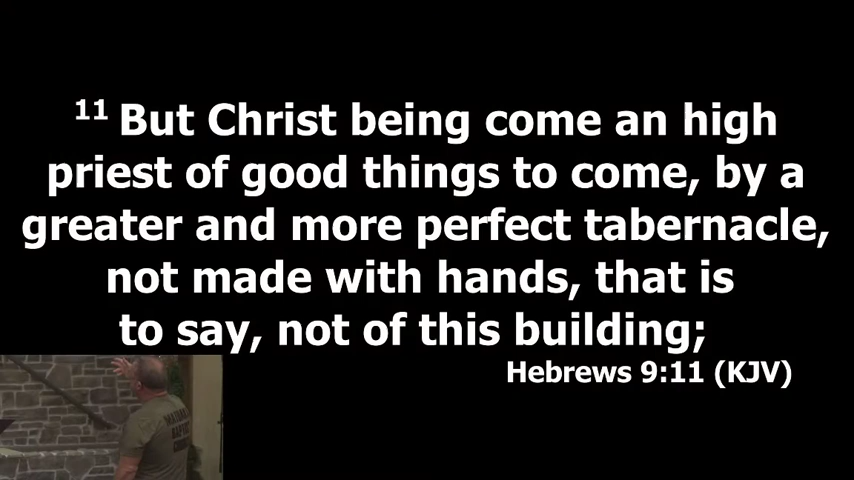 11 But Christ being come an high
priest of good things to come, by a
greater and more perfect tabernacle,
not made with hands, that is
to say, not of this building;
Hebrews 9:11 (KJV)
BAPTIST